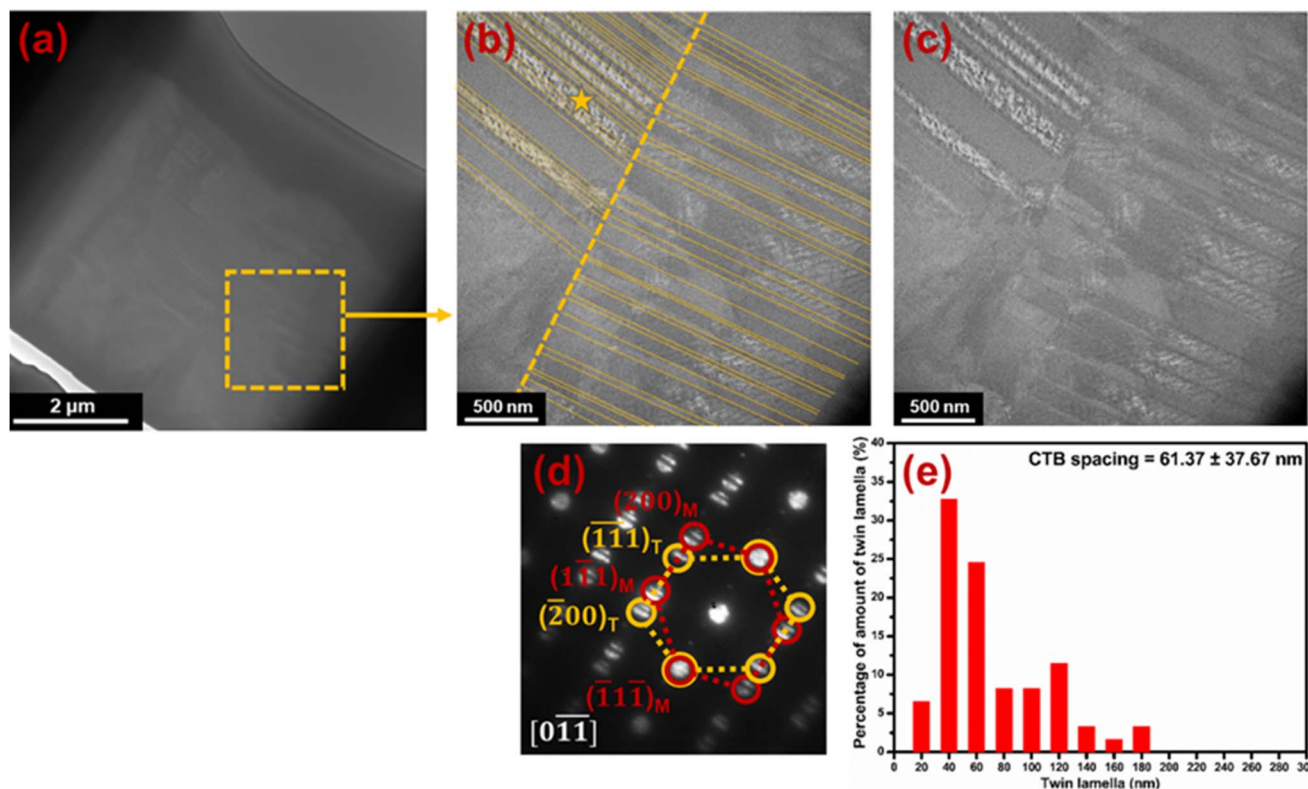 (a)
2 µm
(b)
500 nm
(c)
500 nm
(d)
(200)M
(1̅1̅1)T
(11̅1)M
(2̅00)T
(1̅11̅)M
[01̅1̅]
(e)
CTB spacing = 61.37 ± 37.67 nm
Percentage of amount of twin lamella (%)
40
35
30
25
20
15
10
5
0
0 20 40 60 80 100 120 140 160 180 200 220 240 260 280 30
Twin lamella (nm)